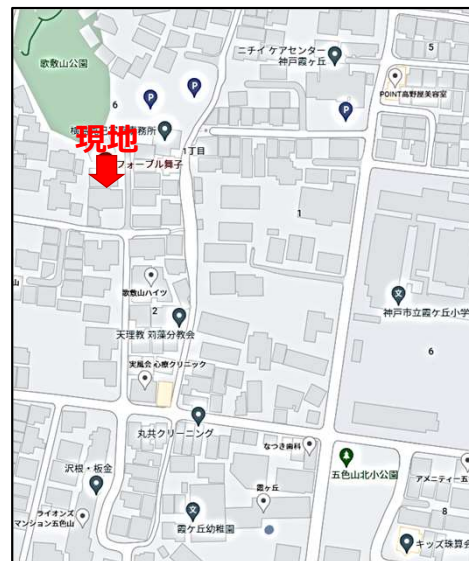 歌敷山公園
ニチイ ケアセンター
神戸霞ヶ丘
5
POINT髙野屋美容室
6
P
P
P
務所
現地
フォーブル舞子
1丁目
1
歌敷山ハイツ
2
天理教 苅藻分教会
神戸市立霞ケ丘小学
6
実風会 心療クリニック
丸共クリーニング
なつき歯科
五色山北小公園
アメニティー五
沢根・板金
霞ヶ丘
ライオンズ
マンション五色山
霞ケ丘幼稚園
8
キッズ珠算会